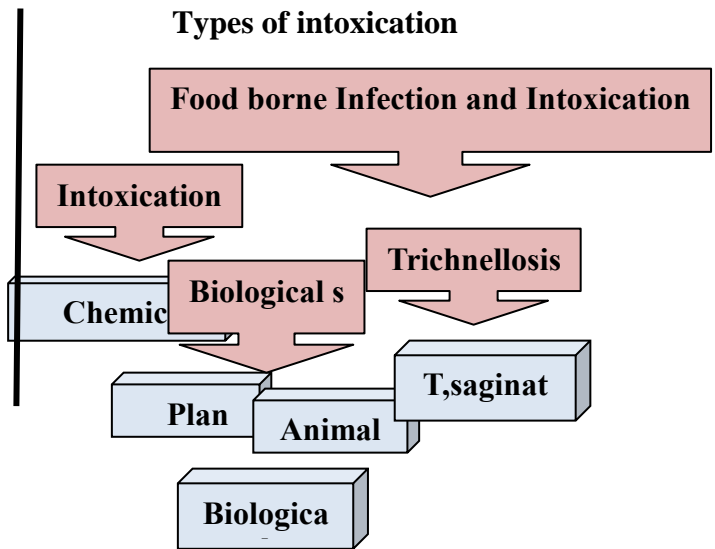 Types of intoxication
Food borne Infection and Intoxication
Intoxication
Trichnellosis
Biological s
Chemic
T,saginat
Plan
Animal
Biologica